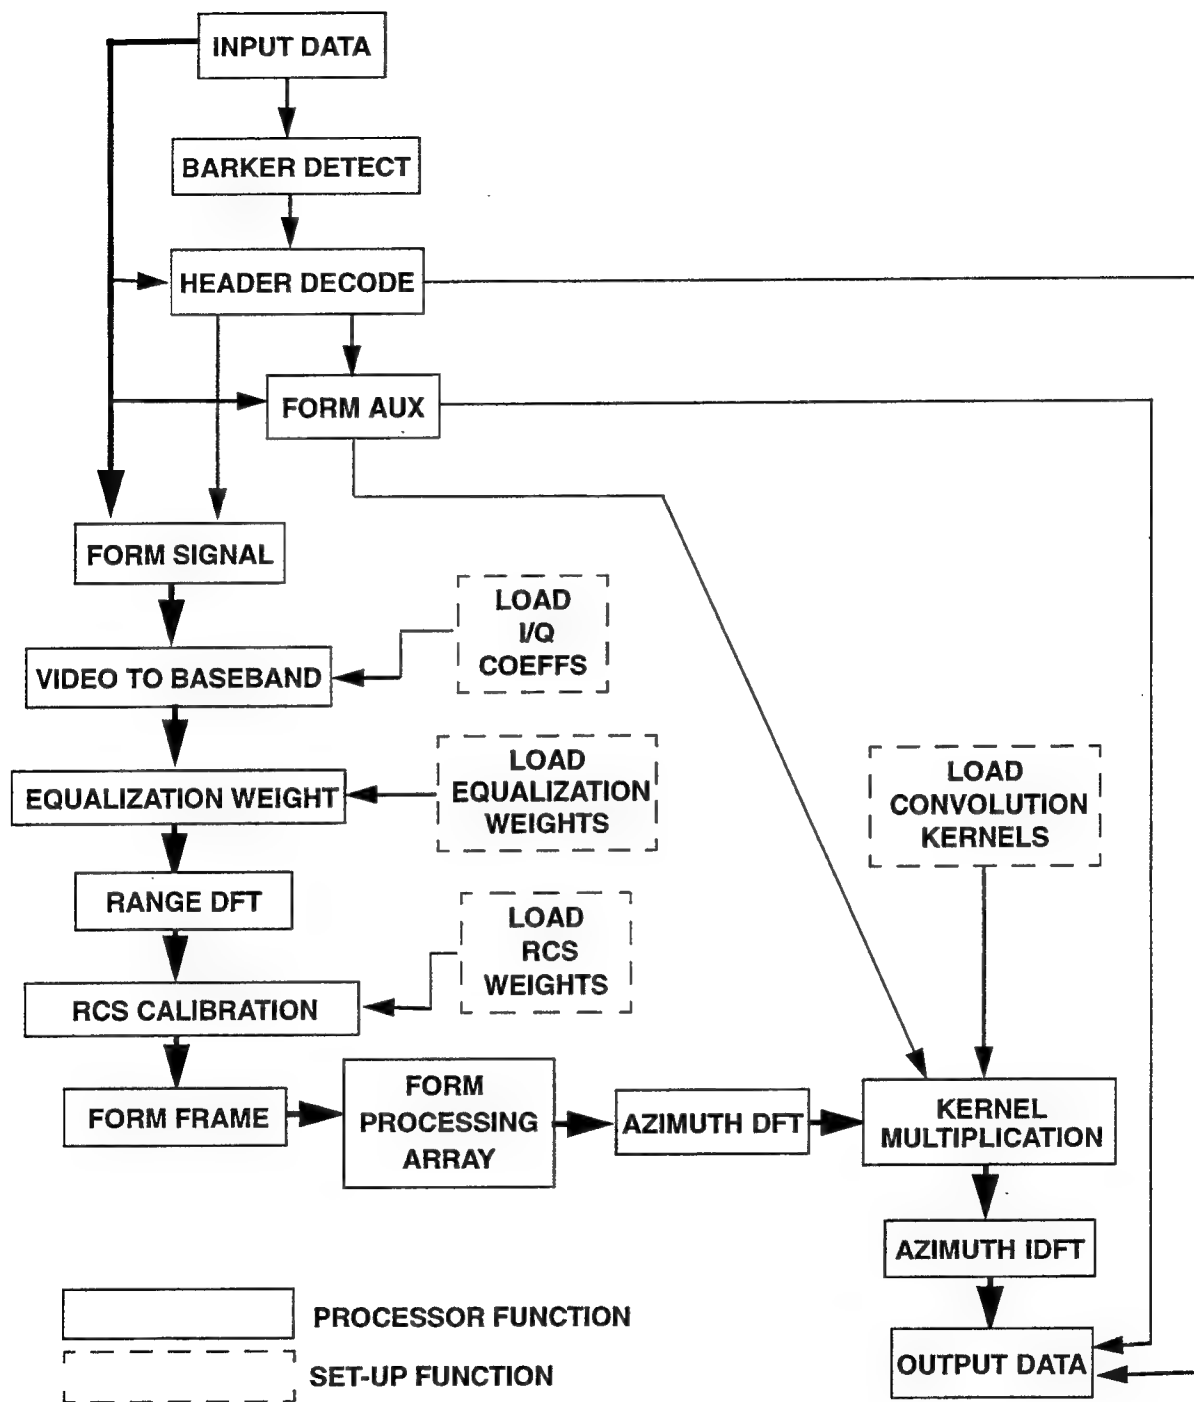 INPUT DATA
BARKER DETECT
HEADER DECODE
FORM AUX
FORM SIGNAL
LOAD
I/Q
COEFFS
VIDEO TO BASEBAND
LOAD
EQUALIZATION
WEIGHTS
EQUALIZATION WEIGHT
LOAD
CONVOLUTION
KERNELS
RANGE DFT
LOAD
RCS
WEIGHTS
RCS CALIBRATION
FORM FRAME
FORM
PROCESSING
ARRAY
AZIMUTH DFT
KERNEL
MULTIPLICATION
AZIMUTH IDFT
OUTPUT DATA
PROCESSOR FUNCTION
SET-UP FUNCTION